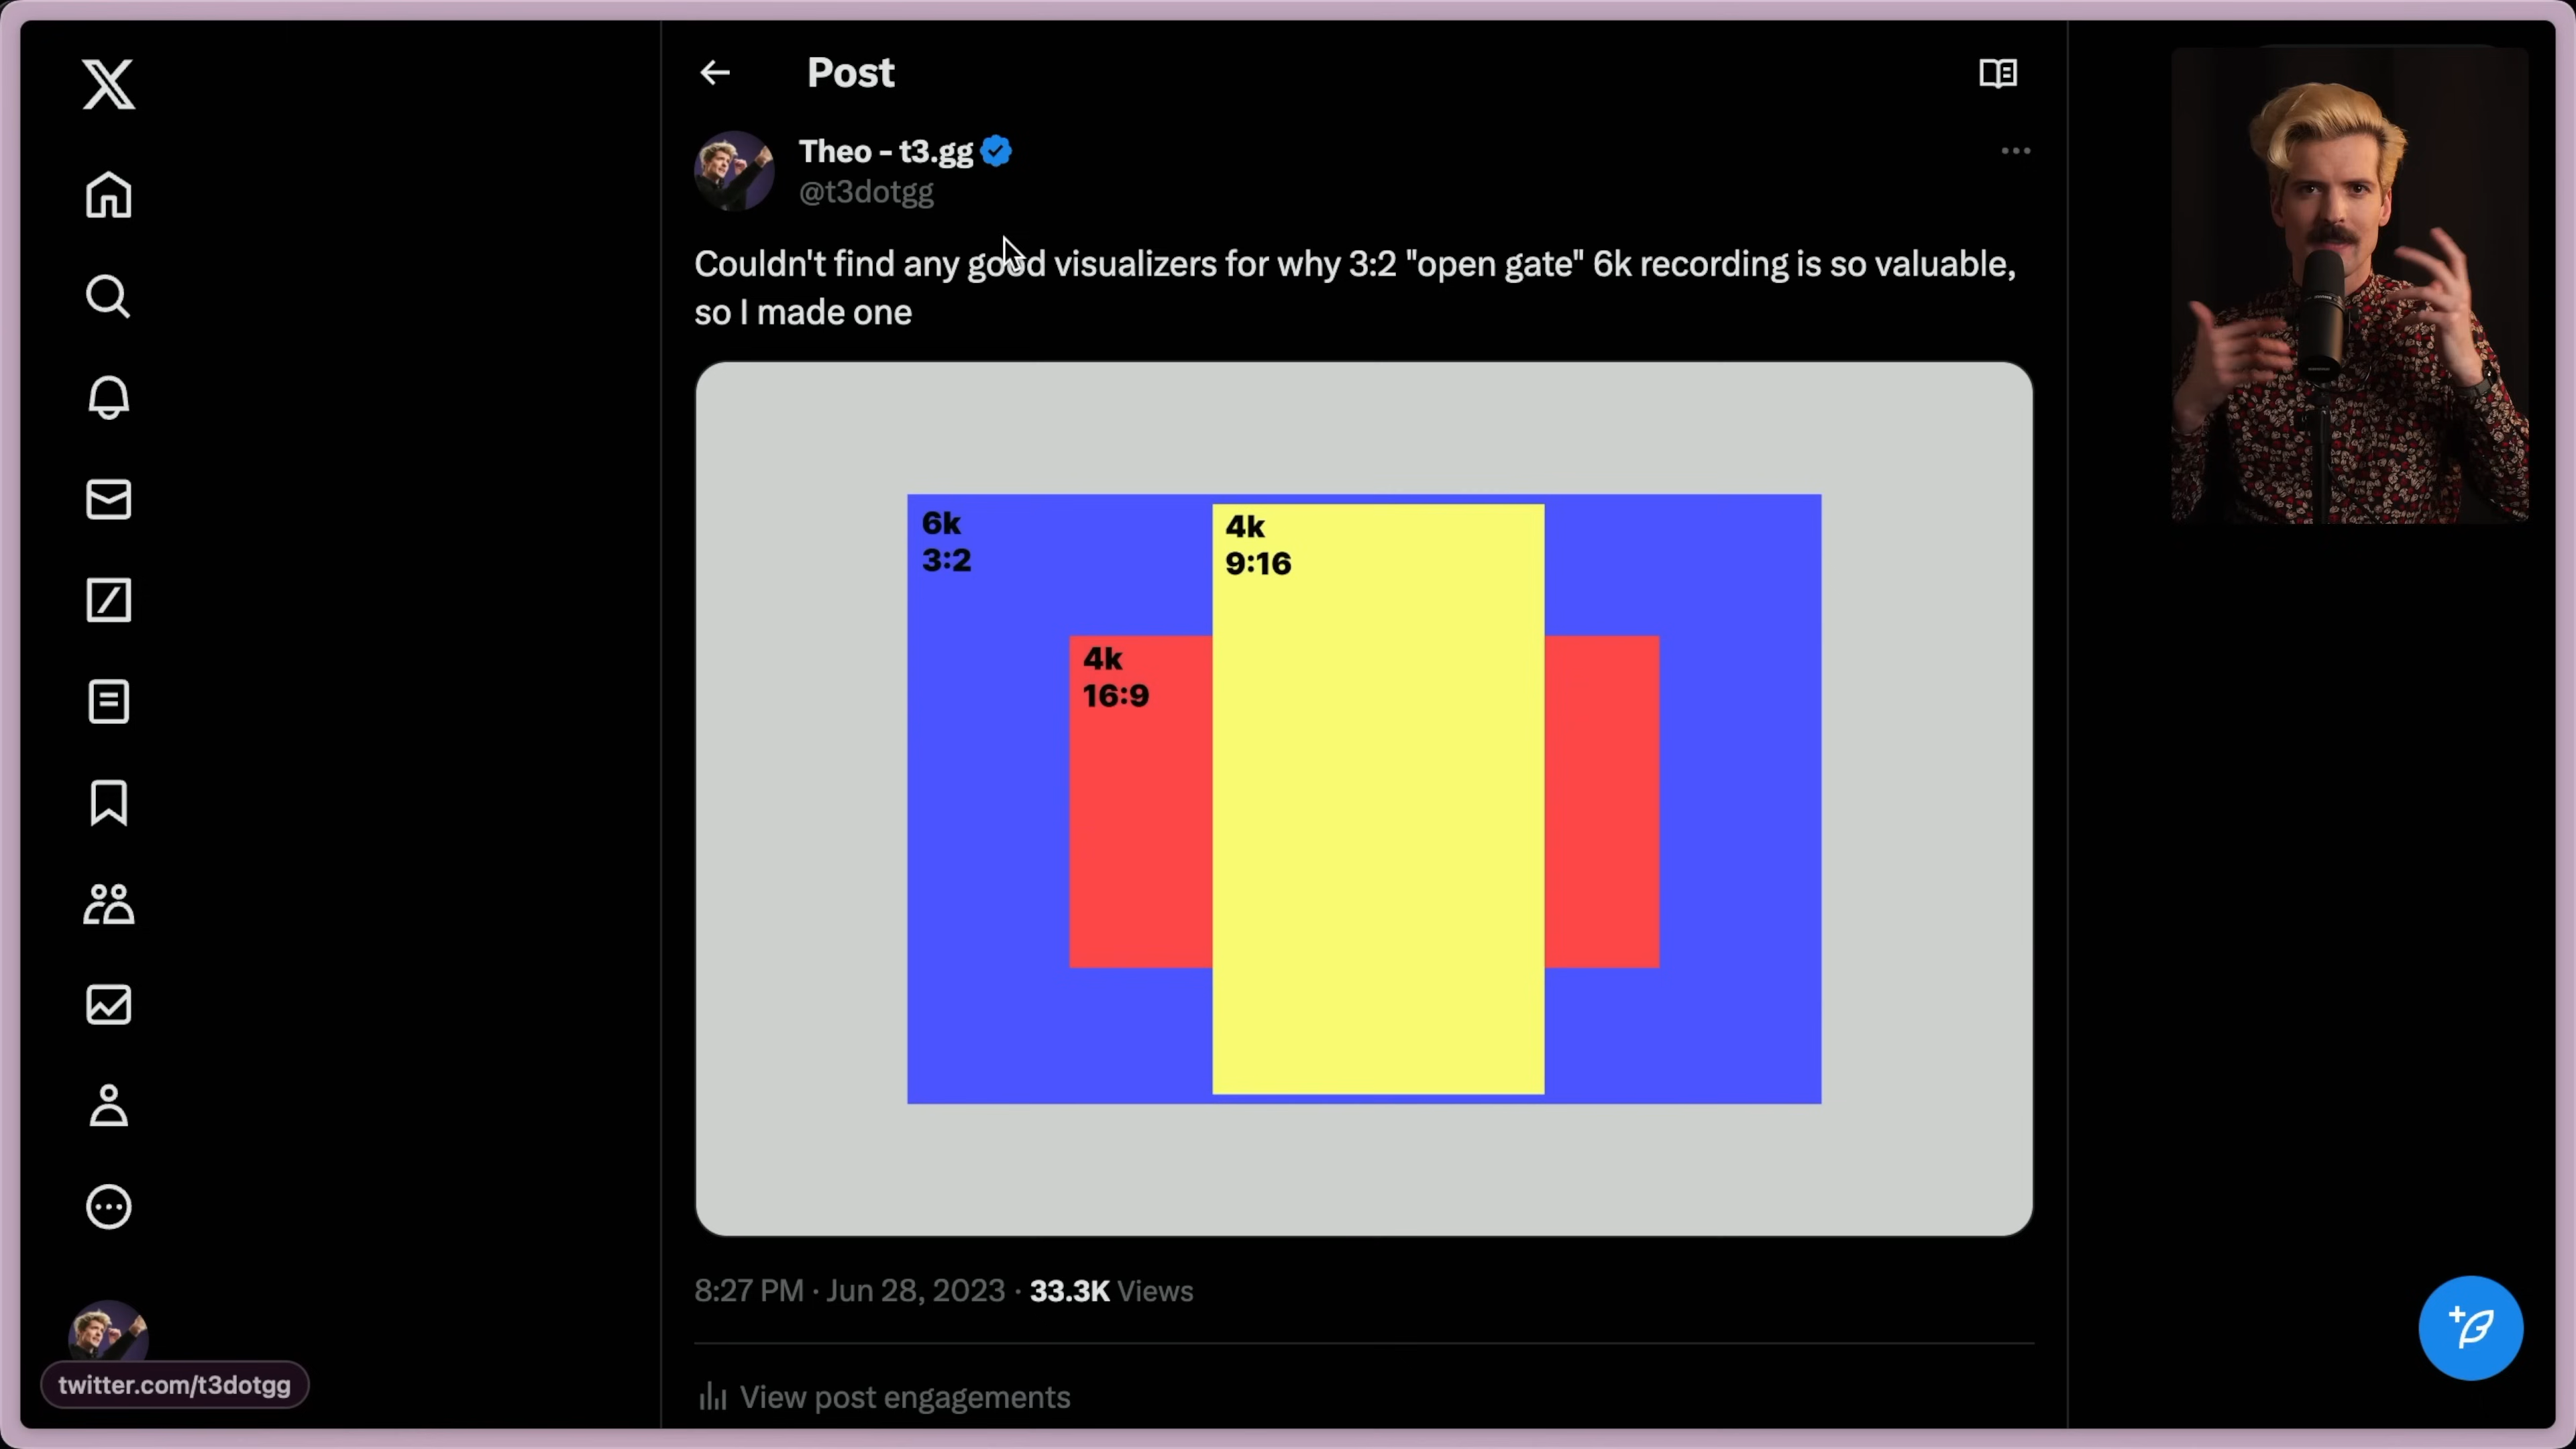 Post
Theo - t3.gg
@t3dotgg
Couldn't find any good visualizers for why 3:2 "open gate" 6k recording is so valuable,
so I made one
6k
3:2
4k
9:16
4k
16:9
8:27 PM · Jun 28, 2023 · 33.3K Views
View post engagements
twitter.com/t3dotgg